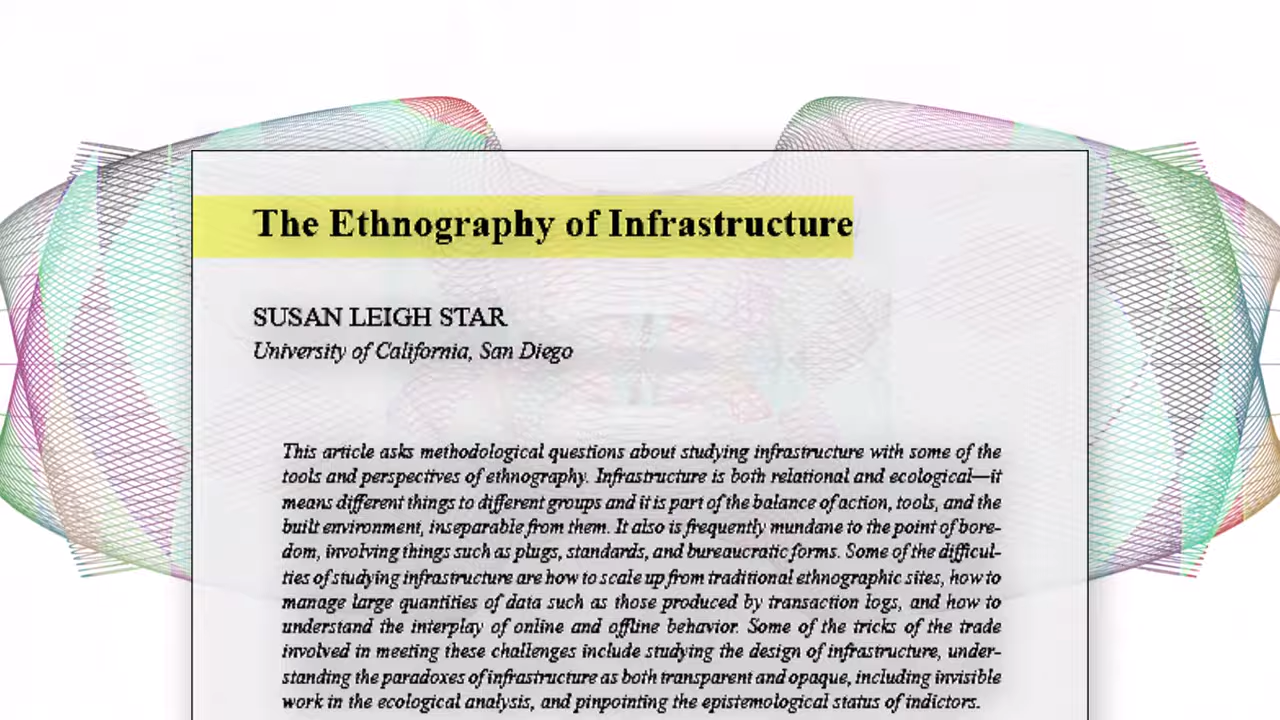 The Ethnography of Infrastructure
SUSAN LEIGH STAR
University of California, San Diego
This article asks methodological questions about studying infrastructure with some of the
tools and perspectives of ethnography. Infrastructure is both relational and ecological—it
means different things to different groups and it is part of the balance of action, tools, and the
built environment, inseparable from them. It also is frequently mundane to the point of bore-
dom, involving things such as plugs, standards, and bureaucratic forms. Some of the difficul-
ties of studying infrastructure are how to scale up from traditional ethnographic sites, how to
manage large quantities of data such as those produced by transaction logs, and how to
understand the interplay of online and offline behavior. Some of the tricks of the trade
involved in meeting these challenges include studying the design of infrastructure, under-
standing the paradoxes of infrastructure as both transparent and opaque, including invisible
work in the ecological analysis, and pinpointing the epistemological status of indictors.